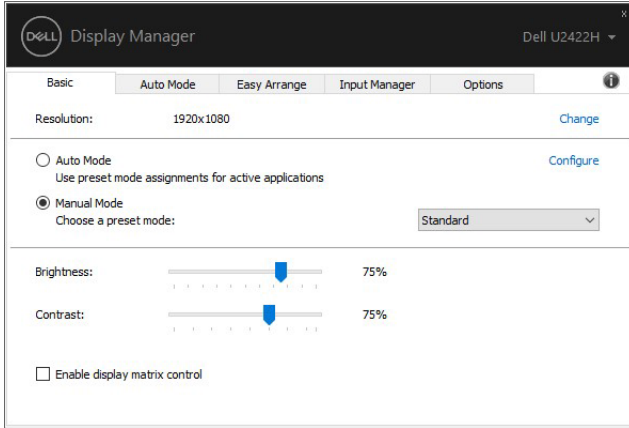 x
DELL Display Manager Dell U2422H
Basic Auto Mode Easy Arrange Input Manager Options i
Resolution: 1920x1080 Change
Auto Mode Configure
Use preset mode assignments for active applications
Manual Mode
Choose a preset mode: Standard
Brightness: 75%
Contrast: 75%
Enable display matrix control